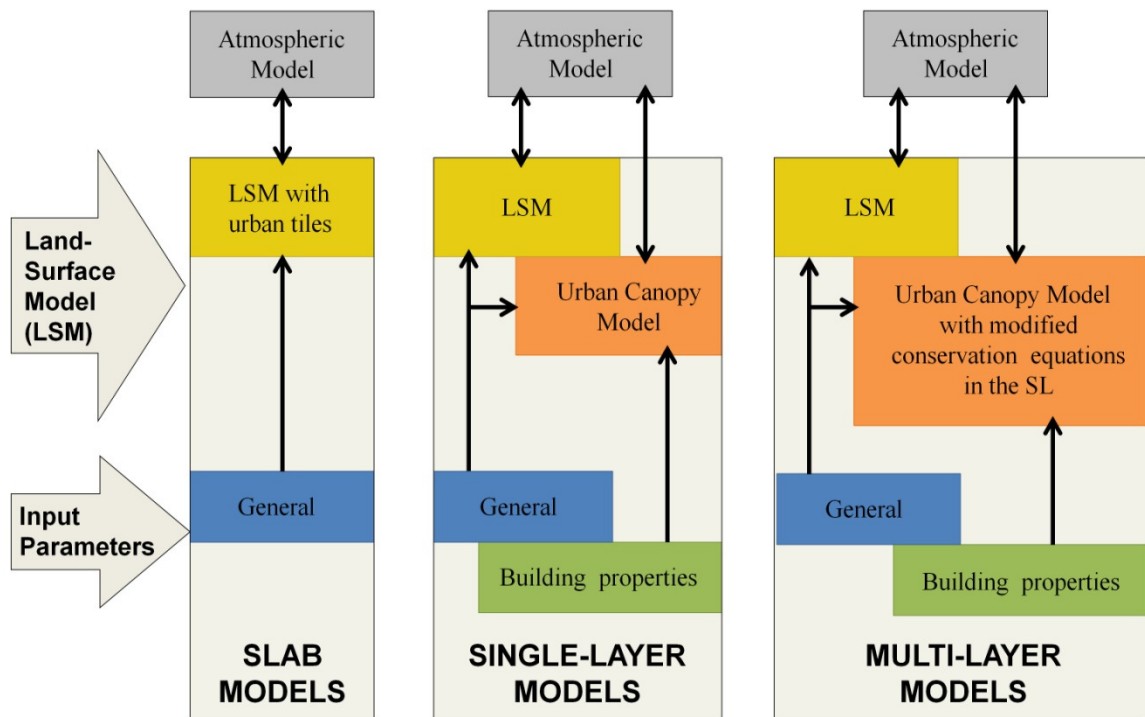 Atmospheric
Model
Atmospheric
Model
Atmospheric
Model
Land-
Surface
Model
(LSM)
LSM with
urban tiles
LSM
LSM
Urban Canopy
Model
Urban Canopy Model
with modified
conservation equations
in the SL
Input
Parameters
General
General
General
Building properties
Building properties
SLAB
MODELS
SINGLE-LAYER
MODELS
MULTI-LAYER
MODELS